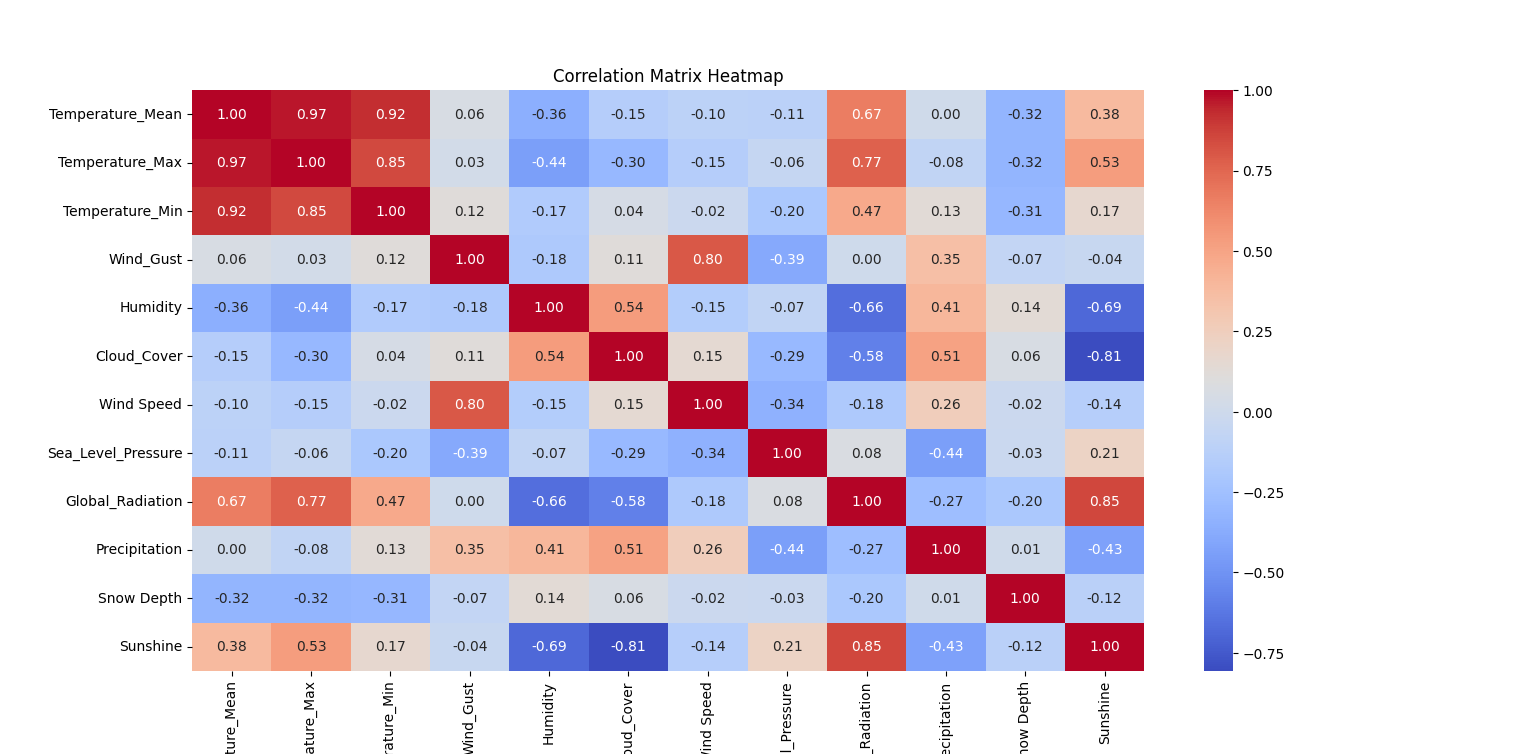 Correlation Matrix Heatmap
Temperature_Mean 1.00 0.97 0.92 0.06 -0.36 -0.15 -0.10 -0.11 0.67 0.00 -0.32 0.38
Temperature_Max 0.97 1.00 0.85 0.03 -0.44 -0.30 -0.15 -0.06 0.77 -0.08 -0.32 0.53
Temperature_Min 0.92 0.85 1.00 0.12 -0.17 0.04 -0.02 -0.20 0.47 0.13 -0.31 0.17
Wind_Gust 0.06 0.03 0.12 1.00 -0.18 0.11 0.80 -0.39 0.00 0.35 -0.07 -0.04
Humidity -0.36 -0.44 -0.17 -0.18 1.00 0.54 -0.15 -0.07 -0.66 0.41 0.14 -0.69
Cloud_Cover -0.15 -0.30 0.04 0.11 0.54 1.00 0.15 -0.29 -0.58 0.51 0.06 -0.81
Wind Speed -0.10 -0.15 -0.02 0.80 -0.15 0.15 1.00 -0.34 -0.18 0.26 -0.02 -0.14
Sea_Level_Pressure -0.11 -0.06 -0.20 -0.39 -0.07 -0.29 -0.34 1.00 0.08 -0.44 -0.03 0.21
Global_Radiation 0.67 0.77 0.47 0.00 -0.66 -0.58 -0.18 0.08 1.00 -0.27 -0.20 0.85
Precipitation 0.00 -0.08 0.13 0.35 0.41 0.51 0.26 -0.44 -0.27 1.00 0.01 -0.43
Snow Depth -0.32 -0.32 -0.31 -0.07 0.14 0.06 -0.02 -0.03 -0.20 0.01 1.00 -0.12
Sunshine 0.38 0.53 0.17 -0.04 -0.69 -0.81 -0.14 0.21 0.85 -0.43 -0.12 1.00
ture_Mean
ature_Max
rature_Min
Wind_Gust
Humidity
oud_Cover
Wind Speed
l_Pressure
_Radiation
ecipitation
now Depth
Sunshine
1.00
0.75
0.50
0.25
0.00
−0.25
−0.50
−0.75